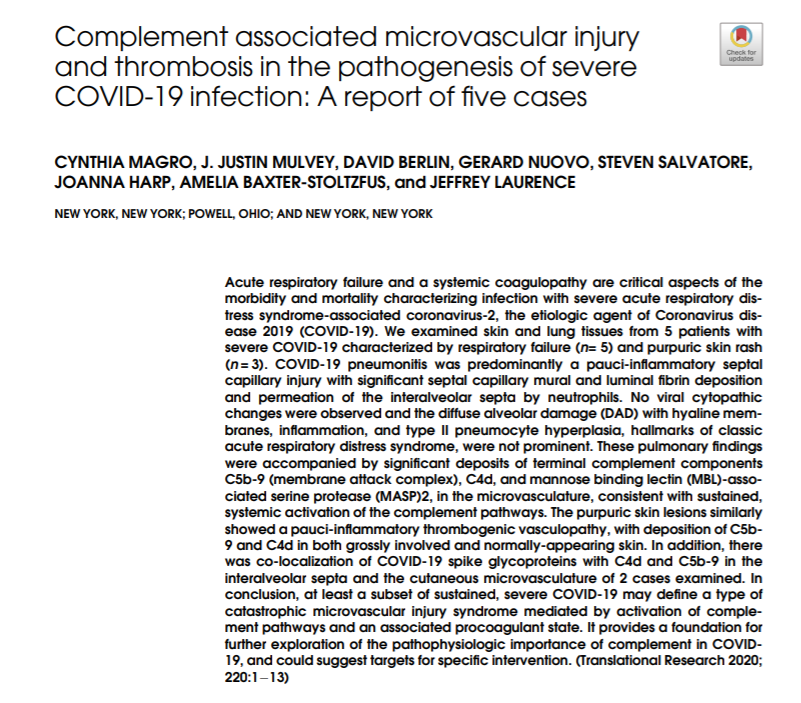 Complement associated microvascular injury
and thrombosis in the pathogenesis of severe
COVID-19 infection: A report of five cases
Check for
updates
CYNTHIA MAGRO, J. JUSTIN MULVEY, DAVID BERLIN, GERARD NUOVO, STEVEN SALVATORE,
JOANNA HARP, AMELIA BAXTER-STOLTZFUS, and JEFFREY LAURENCE
NEW YORK, NEW YORK; POWELL, OHIO; AND NEW YORK, NEW YORK
Acute respiratory failure and a systemic coagulopathy are critical aspects of the
morbidity and mortality characterizing infection with severe acute respiratory dis-
tress syndrome-associated coronavirus-2, the etiologic agent of Coronavirus dis-
ease 2019 (COVID-19). We examined skin and lung tissues from 5 patients with
severe COVID-19 characterized by respiratory failure (n= 5) and purpuric skin rash
(n = 3). COVID-19 pneumonitis was predominantly a pauci-inflammatory septal
capillary injury with significant septal capillary mural and luminal fibrin deposition
and permeation of the interalveolar septa by neutrophils. No viral cytopathic
changes were observed and the diffuse alveolar damage (DAD) with hyaline mem-
branes, inflammation, and type II pneumocyte hyperplasia, hallmarks of classic
acute respiratory distress syndrome, were not prominent. These pulmonary findings
were accompanied by significant deposits of terminal complement components
C5b-9 (membrane attack complex), C4d, and mannose binding lectin (MBL)-asso-
ciated serine protease (MASP)2, in the microvasculature, consistent with sustained,
systemic activation of the complement pathways. The purpuric skin lesions similarly
showed a pauci-inflammatory thrombogenic vasculopathy, with deposition of C5b-
9 and C4d in both grossly involved and normally-appearing skin. In addition, there
was co-localization of COVID-19 spike glycoproteins with C4d and C5b-9 in the
interalveolar septa and the cutaneous microvasculature of 2 cases examined. In
conclusion, at least a subset of sustained, severe COVID-19 may define a type of
catastrophic microvascular injury syndrome mediated by activation of comple-
ment pathways and an associated procoagulant state. It provides a foundation for
further exploration of the pathophysiologic importance of complement in COVID-
19, and could suggest targets for specific intervention. (Translational Research 2020;
220:1–13)